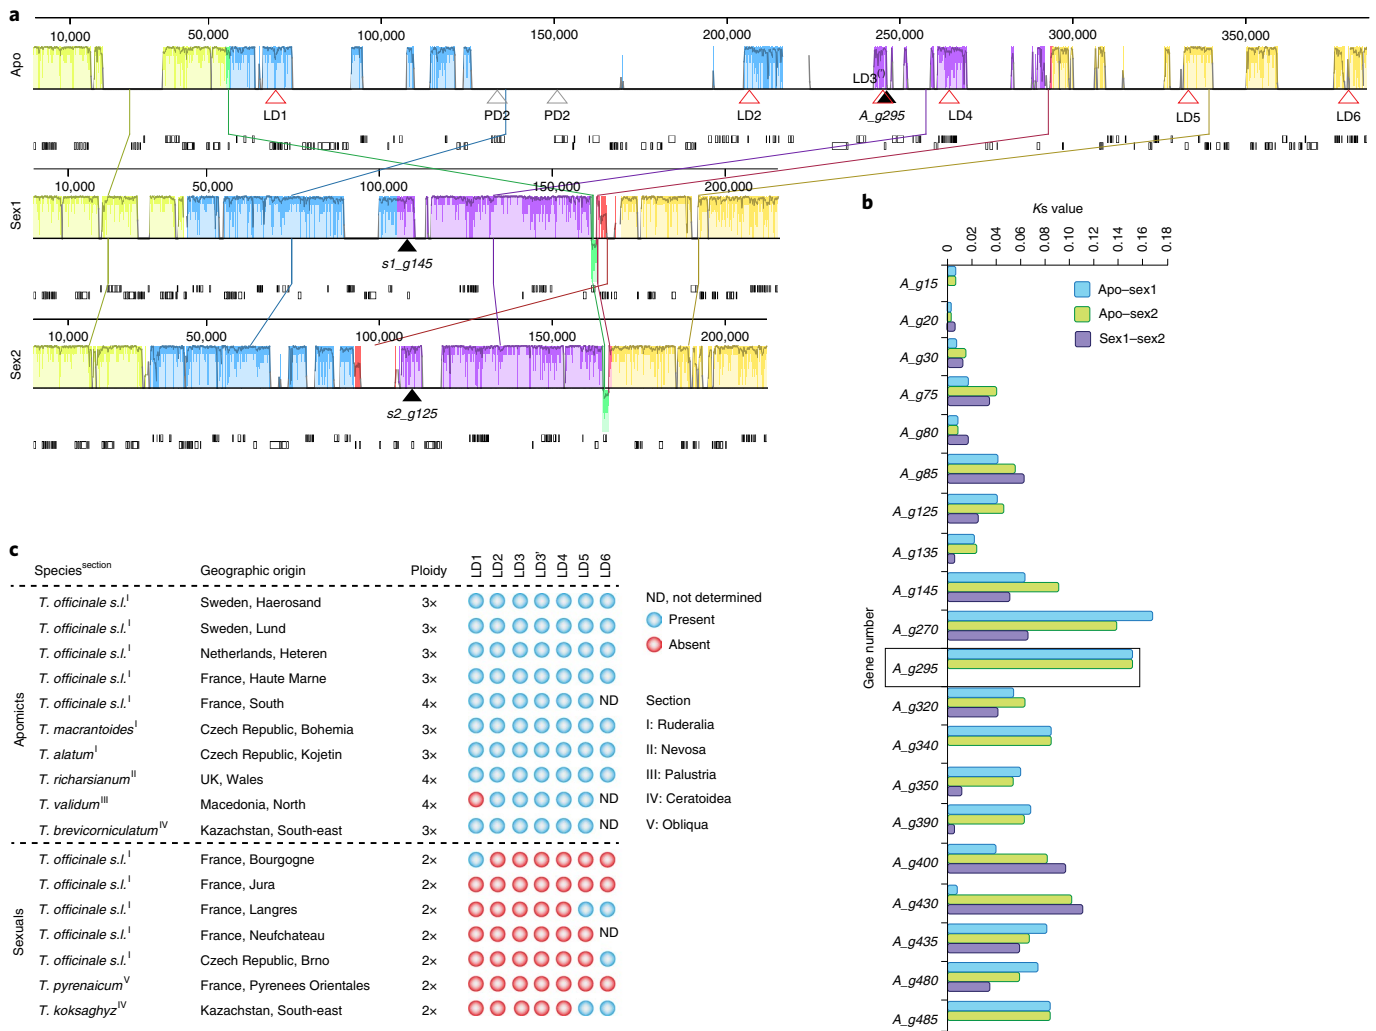 a
10,000 50,000 100,000 150,000 200,000 250,000 300,000 350,000
Apo
LD3
LD1 PD2 PD2 LD2 A_g295 LD4 LD5 LD6
10,000 50,000 100,000 150,000 200,000
Sex1
s1_g145
10,000 50,000 100,000 150,000 200,000
Sex2
s2_g125
b
Ks value
0 0.02 0.04 0.06 0.08 0.10 0.12 0.14 0.16 0.18
Apo–sex1
Apo–sex2
Sex1–sex2
Gene number
A_g15
A_g20
A_g30
A_g75
A_g80
A_g85
A_g125
A_g135
A_g145
A_g270
A_g295
A_g320
A_g340
A_g350
A_g390
A_g400
A_g430
A_g435
A_g480
A_g485
c
Species section Geographic origin Ploidy LD1 LD2 LD3 LD3' LD4 LD5 LD6
Apomicts
T. officinale s.l. I Sweden, Haerosand 3×
T. officinale s.l. I Sweden, Lund 3×
T. officinale s.l. I Netherlands, Heteren 3×
T. officinale s.l. I France, Haute Marne 3×
T. officinale s.l. I France, South 4× ND
T. macrantoides I Czech Republic, Bohemia 3×
T. alatum I Czech Republic, Kojetin 3×
T. richarsianum II UK, Wales 4×
T. validum III Macedonia, North 4× ND
T. brevicorniculatum IV Kazachstan, South-east 3× ND
Sexuals
T. officinale s.l. I France, Bourgogne 2×
T. officinale s.l. I France, Jura 2×
T. officinale s.l. I France, Langres 2×
T. officinale s.l. I France, Neufchateau 2× ND
T. officinale s.l. I Czech Republic, Brno 2×
T. pyrenaicum V France, Pyrenees Orientales 2×
T. koksaghyz IV Kazachstan, South-east 2×
ND, not determined
Present
Absent
Section
I: Ruderalia
II: Nevosa
III: Palustria
IV: Ceratoidea
V: Obliqua